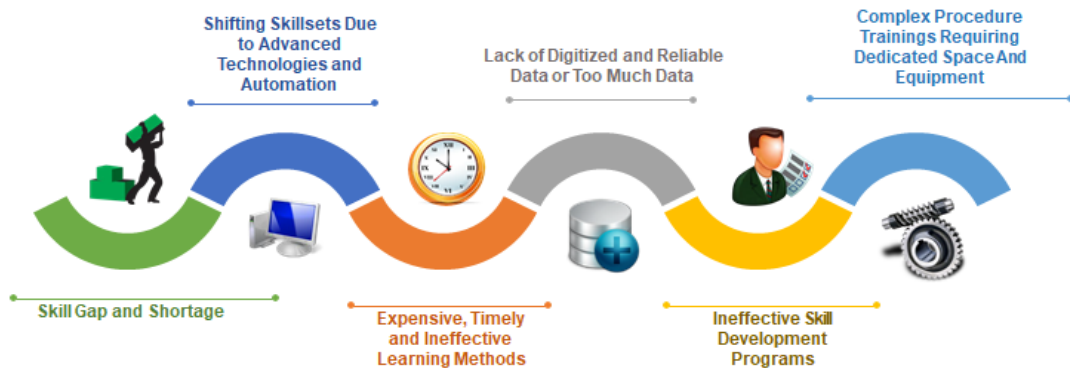 Shifting Skillsets Due
to Advanced
Technologies and
Automation
Lack of Digitized and Reliable
Data or Too Much Data
Complex Procedure
Trainings Requiring
Dedicated Space And
Equipment
XII
Skill Gap and Shortage
Expensive, Timely
and Ineffective
Learning Methods
Ineffective Skill
Development
Programs